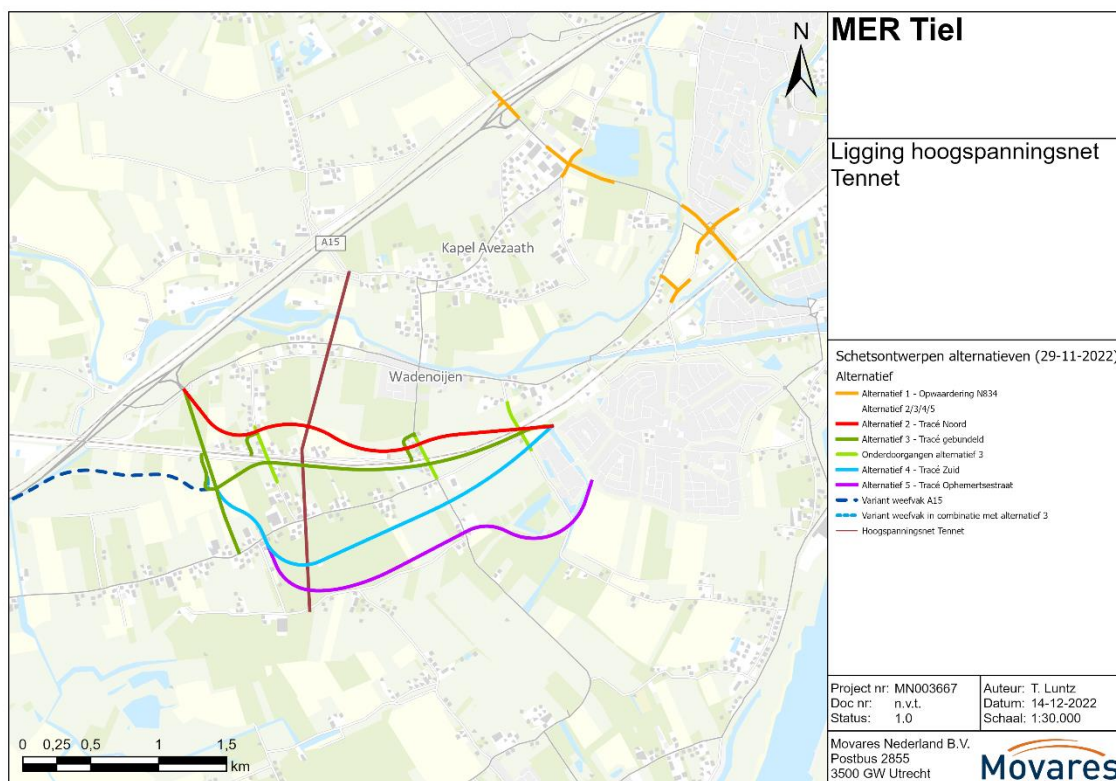 N
A15
Kapel Avezaath
Wadenoijen
0 0,25 0,5 1 1,5
km
MER Tiel
Ligging hoogspanningsnet
Tennet
Schetsontwerpen alternatieven (29-11-2022)
Alternatief
Alternatief 1 - Opwaardering N834
Alternatief 2/3/4/5
Alternatief 2 - Tracé Noord
Alternatief 3 - Tracé gebundeld
Onderdoorgangen alternatief 3
Alternatief 4 - Tracé Zuid
Alternatief 5 - Tracé Ophemertsestraat
Variant weefvak A15
Variant weefvak in combinatie met alternatief 3
Hoogspanningsnet Tennet
Project nr: MN003667
Doc nr: n.v.t.
Status: 1.0
Auteur: T. Luntz
Datum: 14-12-2022
Schaal: 1:30.000
Movares Nederland B.V.
Postbus 2855
3500 GW Utrecht
Movares